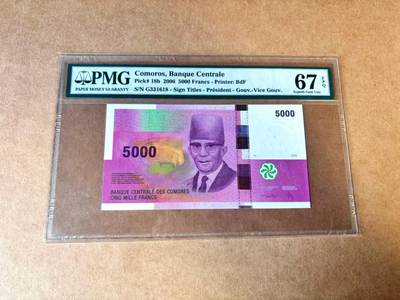 PMG
PAPER MONEY GUARANTY
Comoros, Banque Centrale
Pick# 18b 2006 5000 Francs - Printer: BdF
S/N G331618 - Sign Titles - Président - Gouv.-Vice Gouv.
67 EPQ
Superb Gem Unc
5000
5000
BANQUE CENTRALE DES COMORES
CINQ MILLE FRANCS